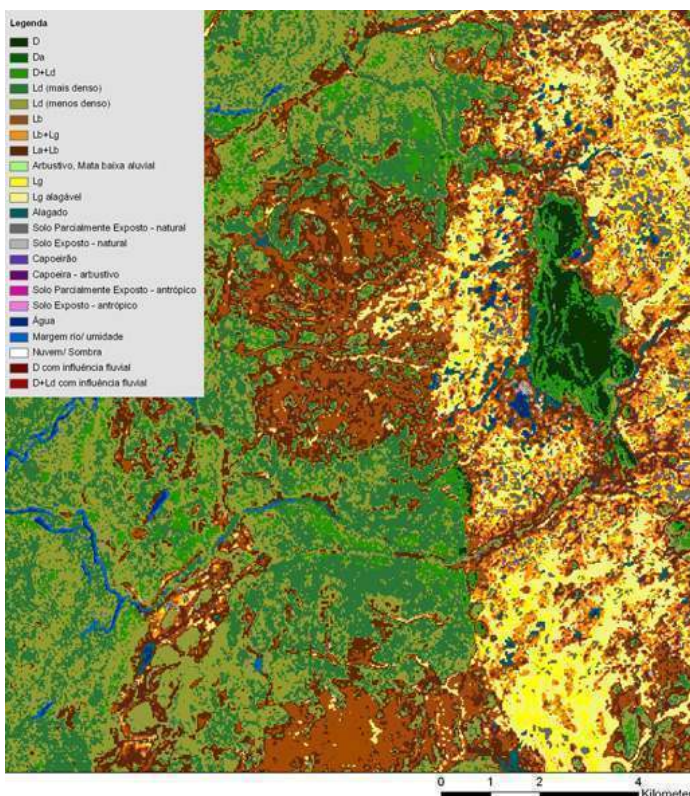 Legenda
D
Da
D+Ld
Ld (mais denso)
Ld (menos denso)
Lb
Lb+Lg
La+Lb
Arbustivo, Mata baixa aluvial
Lg
Lg alagável
Alagado
Solo Parcialmente Exposto - natural
Solo Exposto - natural
Capoeirão
Capoeira - arbustivo
Solo Parcialmente Exposto - antrópico
Solo Exposto - antrópico
Água
Margem rio/ umidade
Nuvem/ Sombra
D com influência fluvial
D+Ld com influência fluvial
0 1 2 4
Kilometer